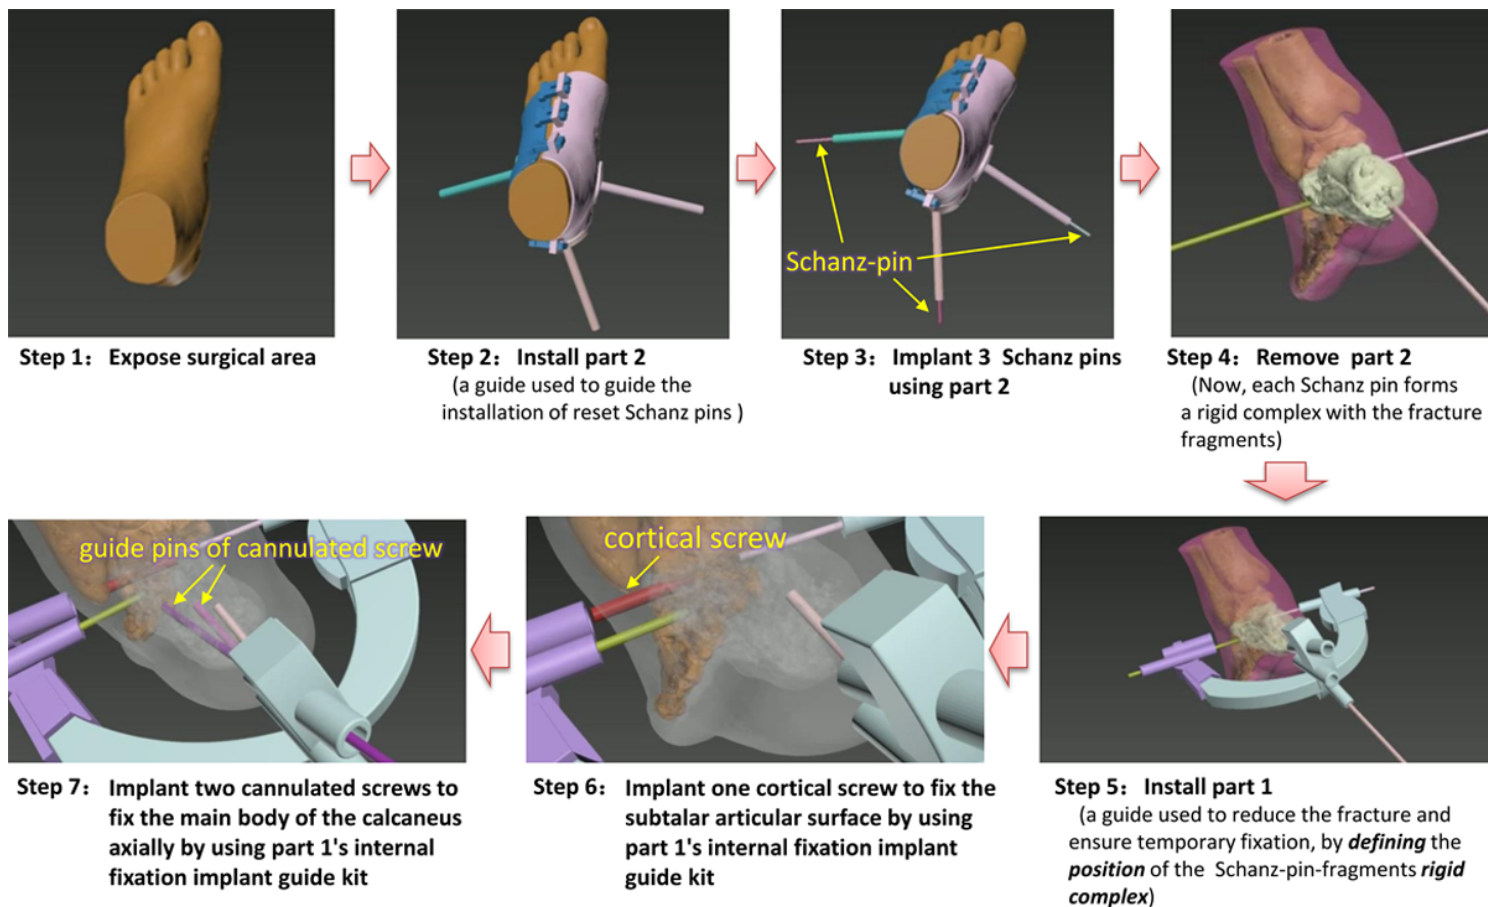 Schanz-pin
Step 1： Expose surgical area
Step 2： Install part 2
(a guide used to guide the
installation of reset Schanz pins )
Step 3： Implant 3 Schanz pins
using part 2
Step 4： Remove part 2
(Now, each Schanz pin forms
a rigid complex with the fracture
fragments)
Step 5： Install part 1
(a guide used to reduce the fracture and
ensure temporary fixation, by defining the
position of the Schanz-pin-fragments rigid
complex)
cortical screw
Step 6： Implant one cortical screw to fix the
subtalar articular surface by using
part 1's internal fixation implant
guide kit
guide pins of cannulated screw
Step 7： Implant two cannulated screws to
fix the main body of the calcaneus
axially by using part 1's internal
fixation implant guide kit